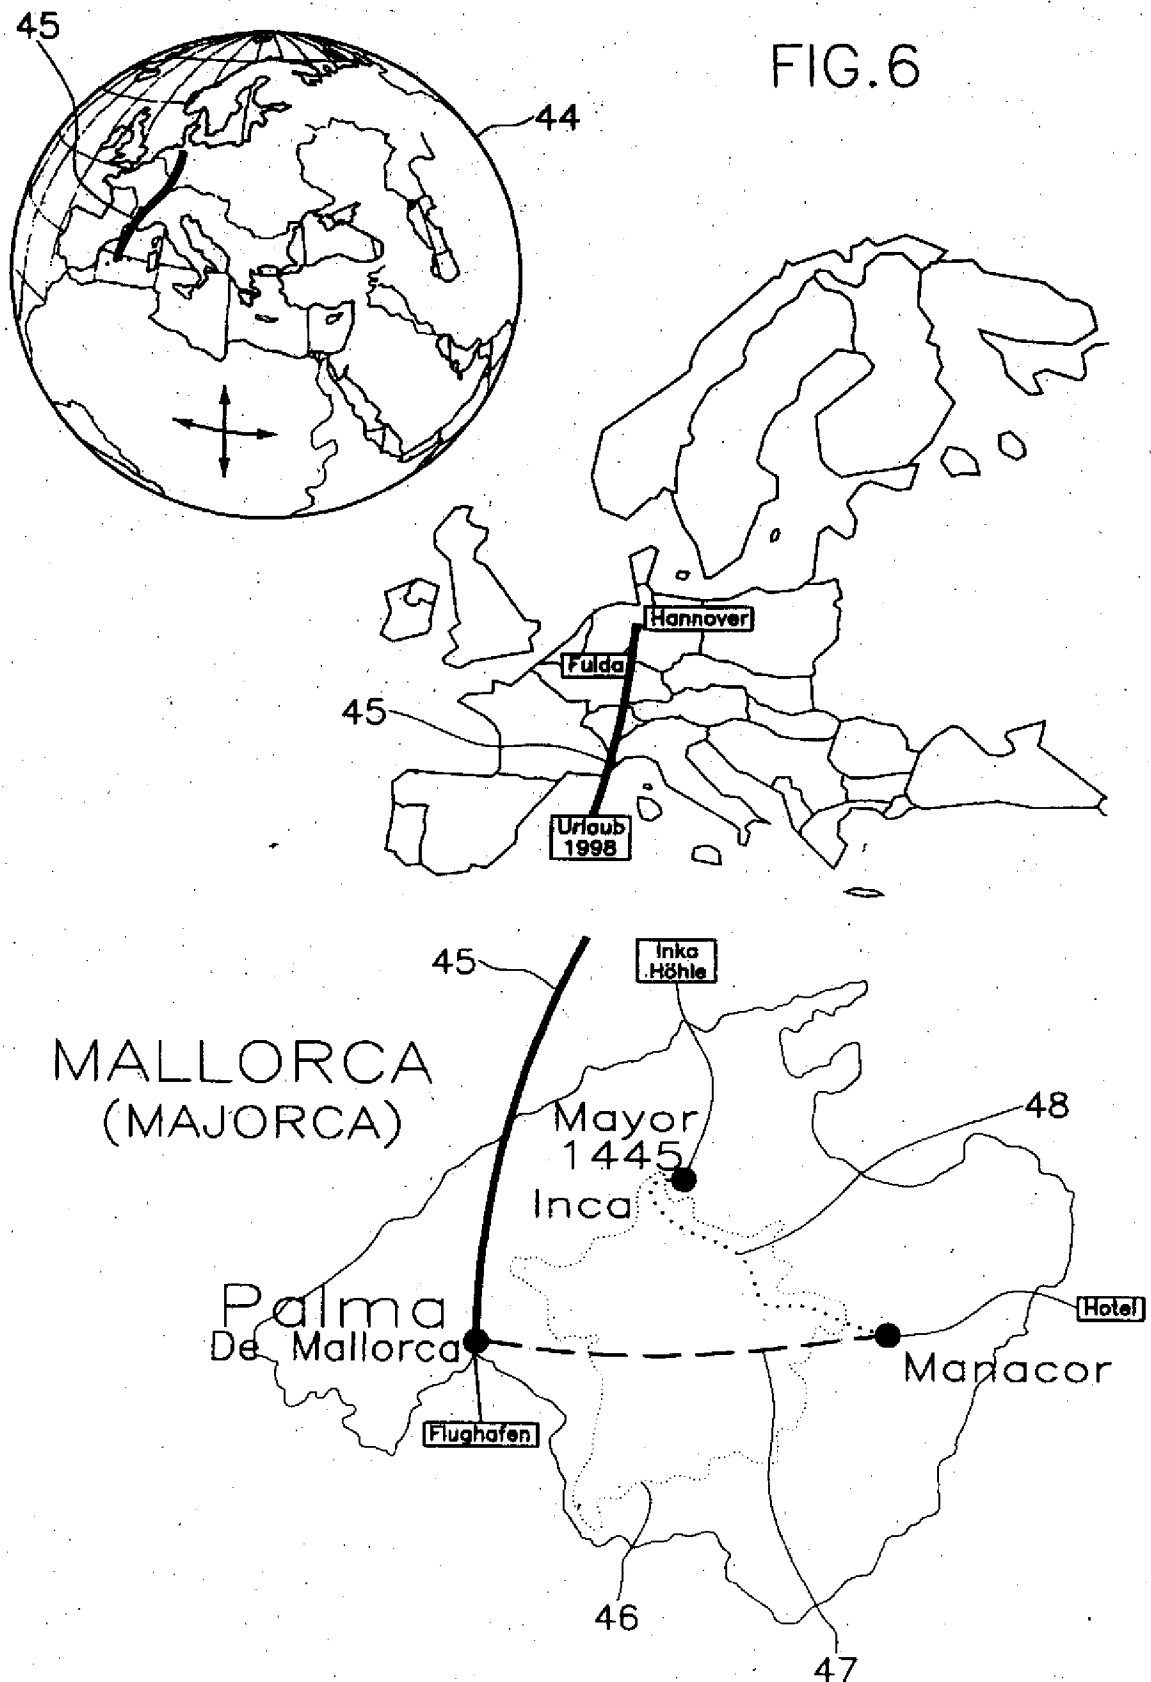 45
FIG.6
44
Hannover
Fulda
45
Urlaub
1998
45
Inka
Höhle
MALLORCA
(MAJORCA)
Mayor
1445
48
Inca
Palma
De Mallorca
Hotel
Manacor
Flughafen
46
47